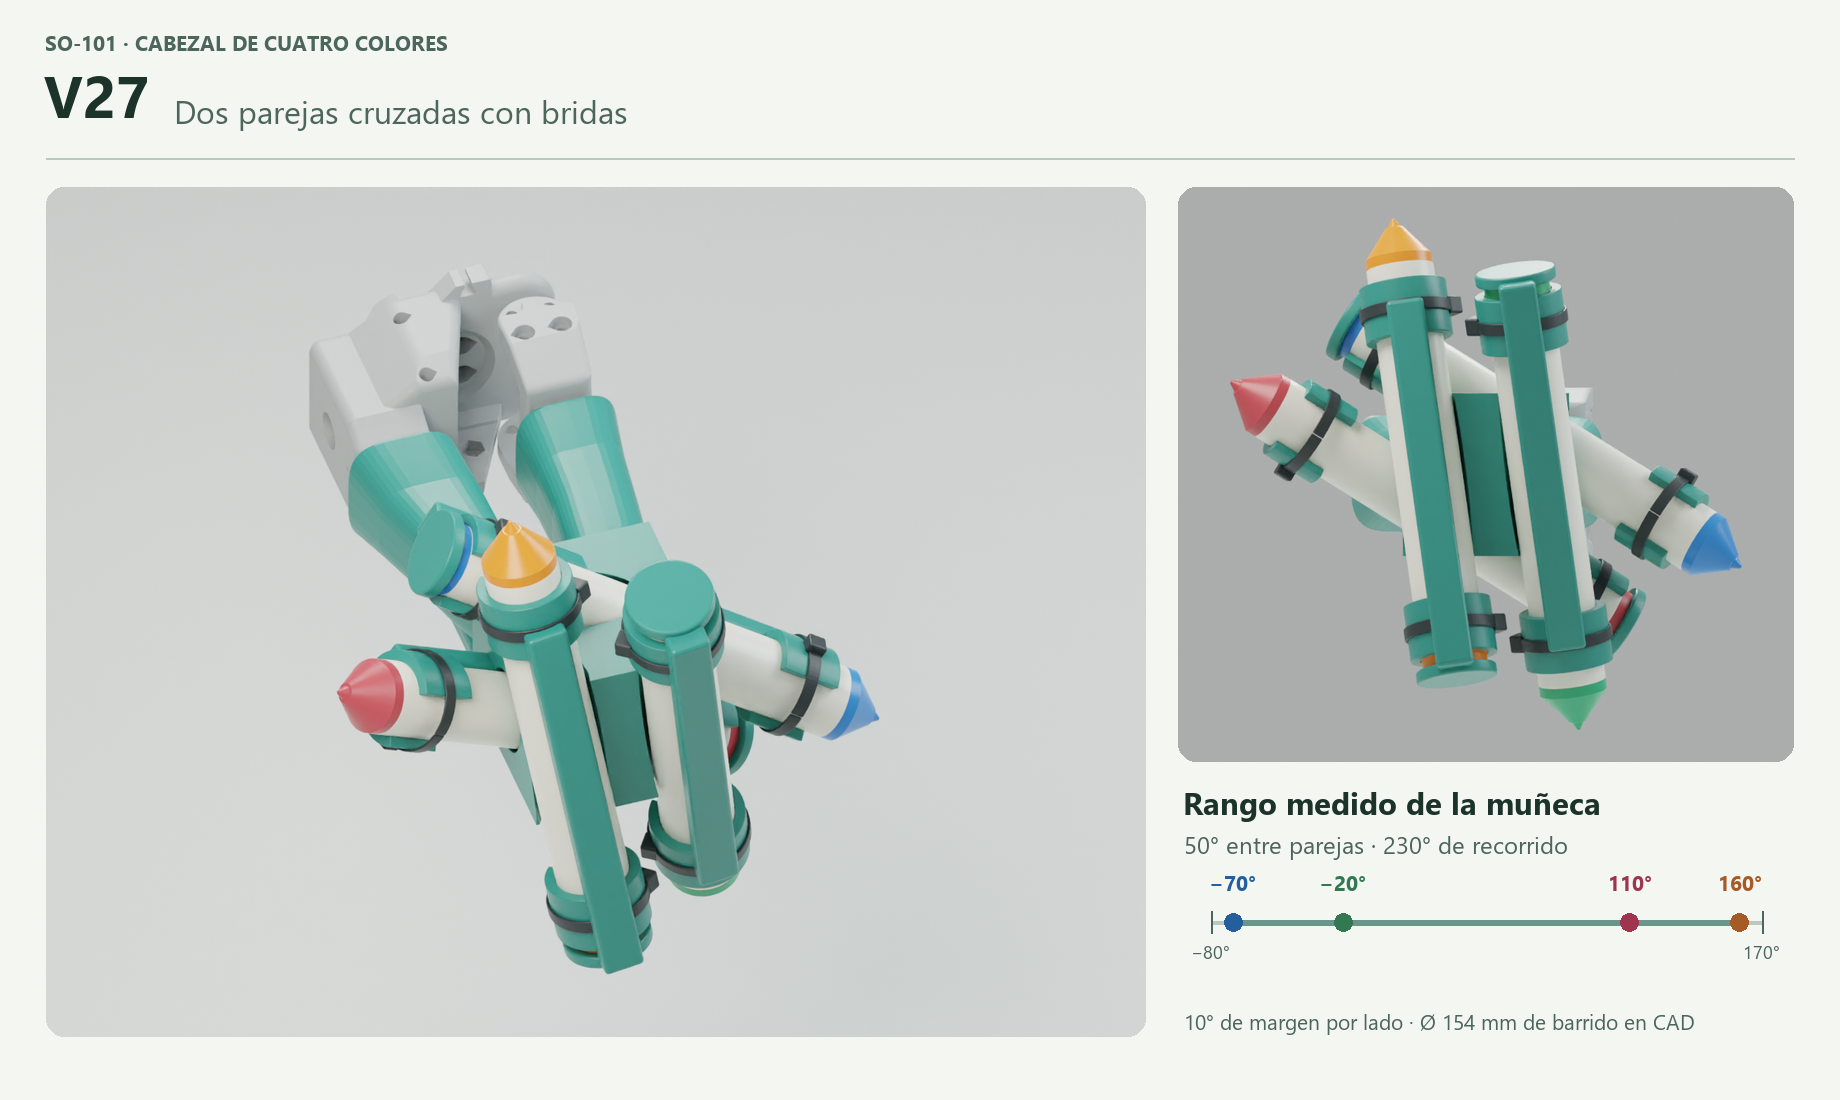 SO-101 · CABEZAL DE CUATRO COLORES
V27 Dos parejas cruzadas con bridas
Rango medido de la muñeca
50° entre parejas · 230° de recorrido
−70° −20° 110° 160°
−80° 170°
10° de margen por lado · Ø 154 mm de barrido en CAD